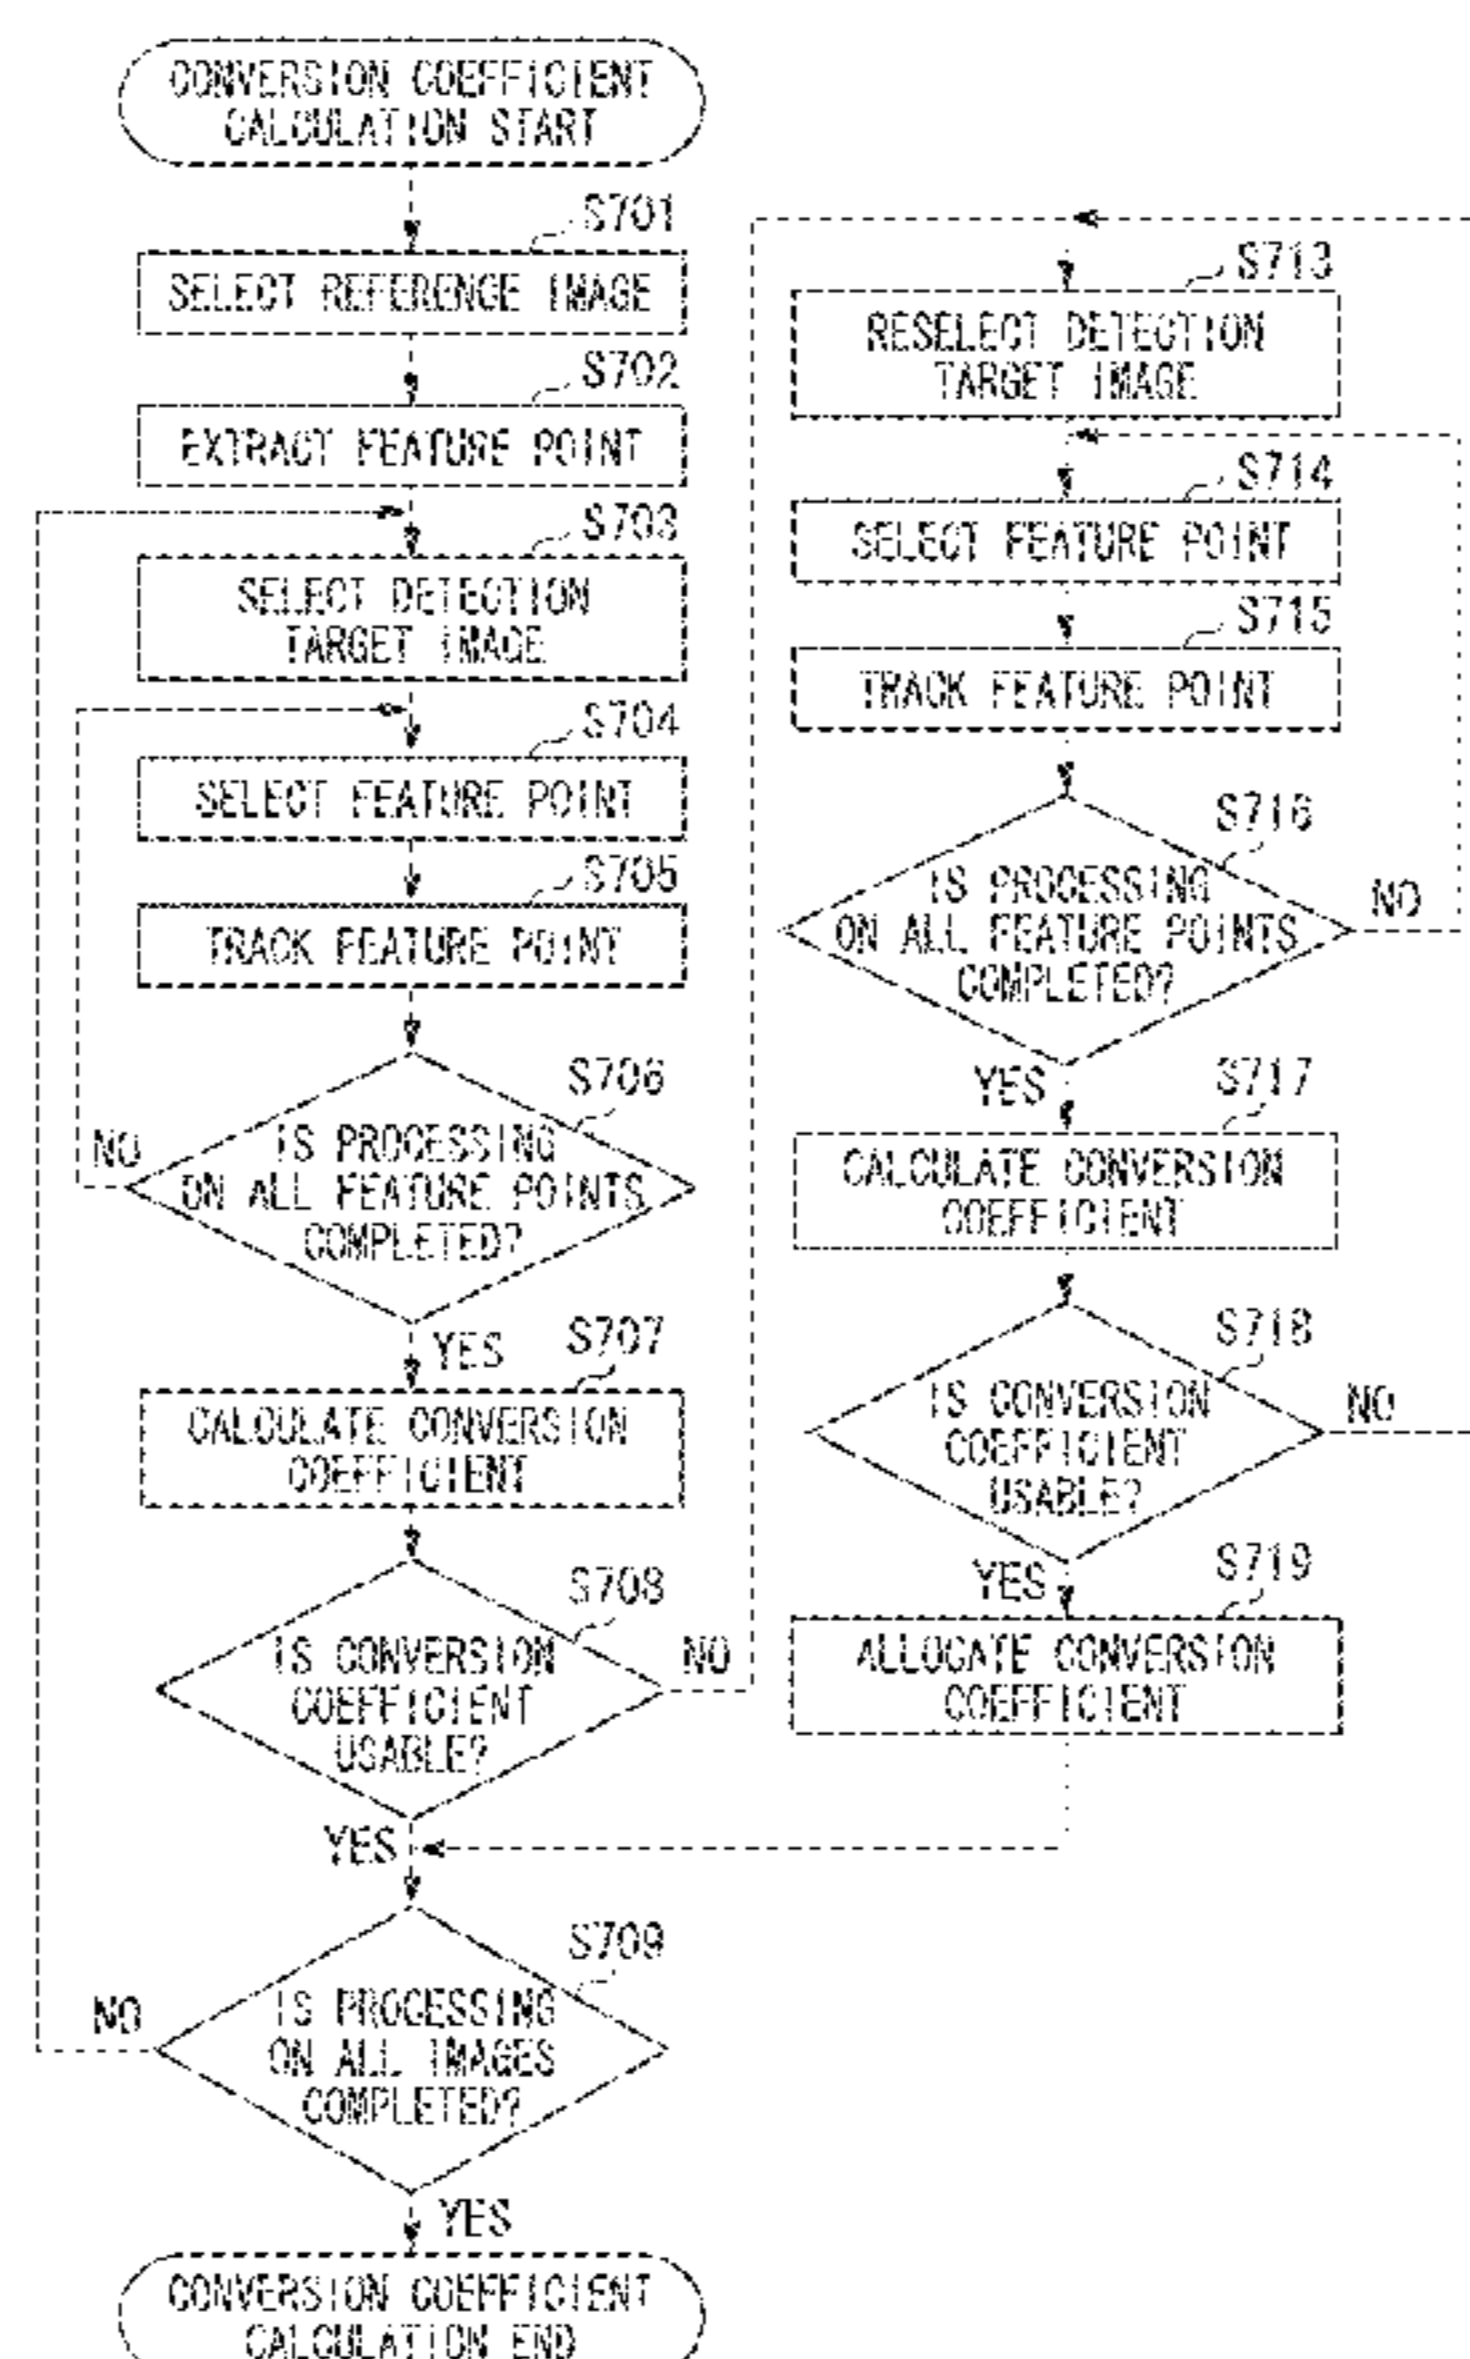 CONVERSION COEFFICIENT
CALCULATION START
S701
SELECT REFERENCE IMAGE
S702
EXTRACT FEATURE POINT
S703
SELECT DETECTION
TARGET IMAGE
S704
SELECT FEATURE POINT
S705
TRACK FEATURE POINT
S706
IS PROCESSING
ON ALL FEATURE POINTS
COMPLETED?
NO
YES
S707
CALCULATE CONVERSION
COEFFICIENT
S708
IS CONVERSION
COEFFICIENT
USABLE?
NO
YES
S709
IS PROCESSING
ON ALL IMAGES
COMPLETED?
NO
YES
CONVERSION COEFFICIENT
CALCULATION END
S713
RESELECT DETECTION
TARGET IMAGE
S714
SELECT FEATURE POINT
S715
TRACK FEATURE POINT
S716
IS PROCESSING
ON ALL FEATURE POINTS
COMPLETED?
NO
YES
S717
CALCULATE CONVERSION
COEFFICIENT
S718
IS CONVERSION
COEFFICIENT
USABLE?
NO
YES
S719
ALLOCATE CONVERSION
COEFFICIENT